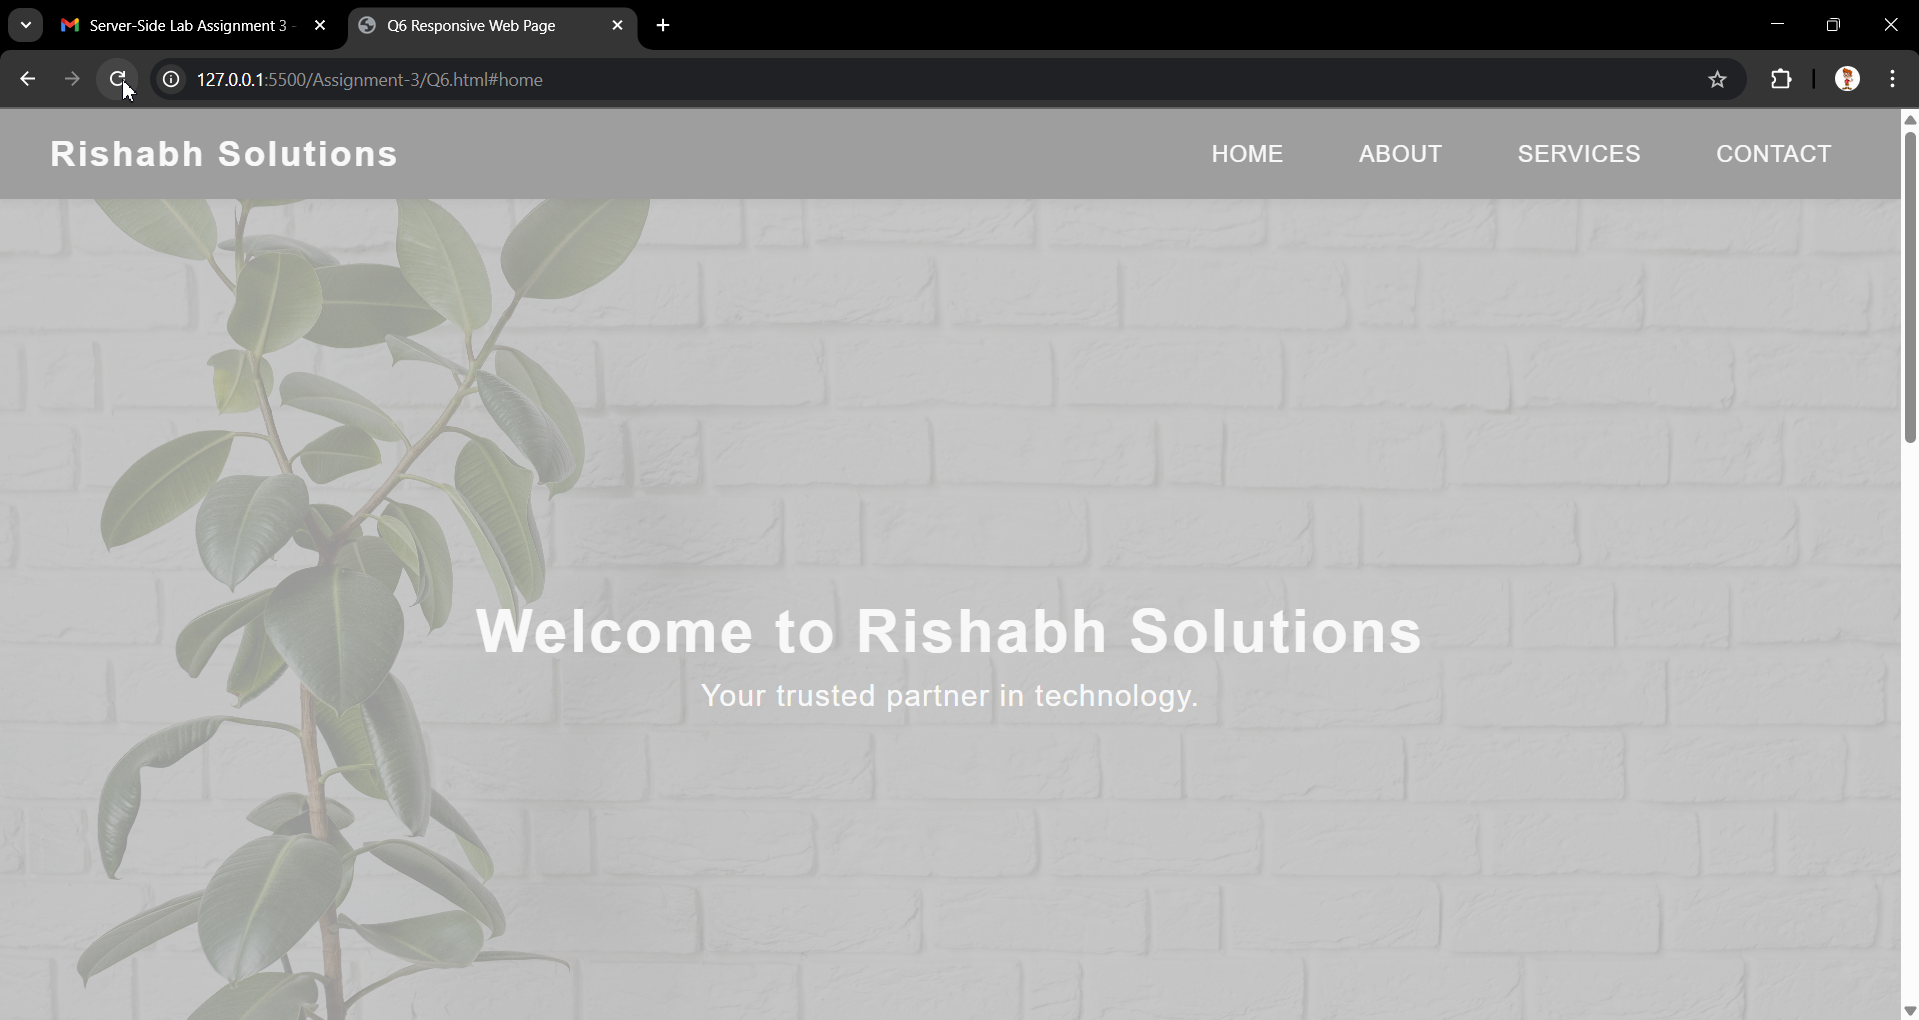 Server-Side Lab Assignment 3 -
Q6 Responsive Web Page
127.0.0.1:5500/Assignment-3/Q6.html#home
Rishabh Solutions
HOME ABOUT SERVICES CONTACT
Welcome to Rishabh Solutions
Your trusted partner in technology.